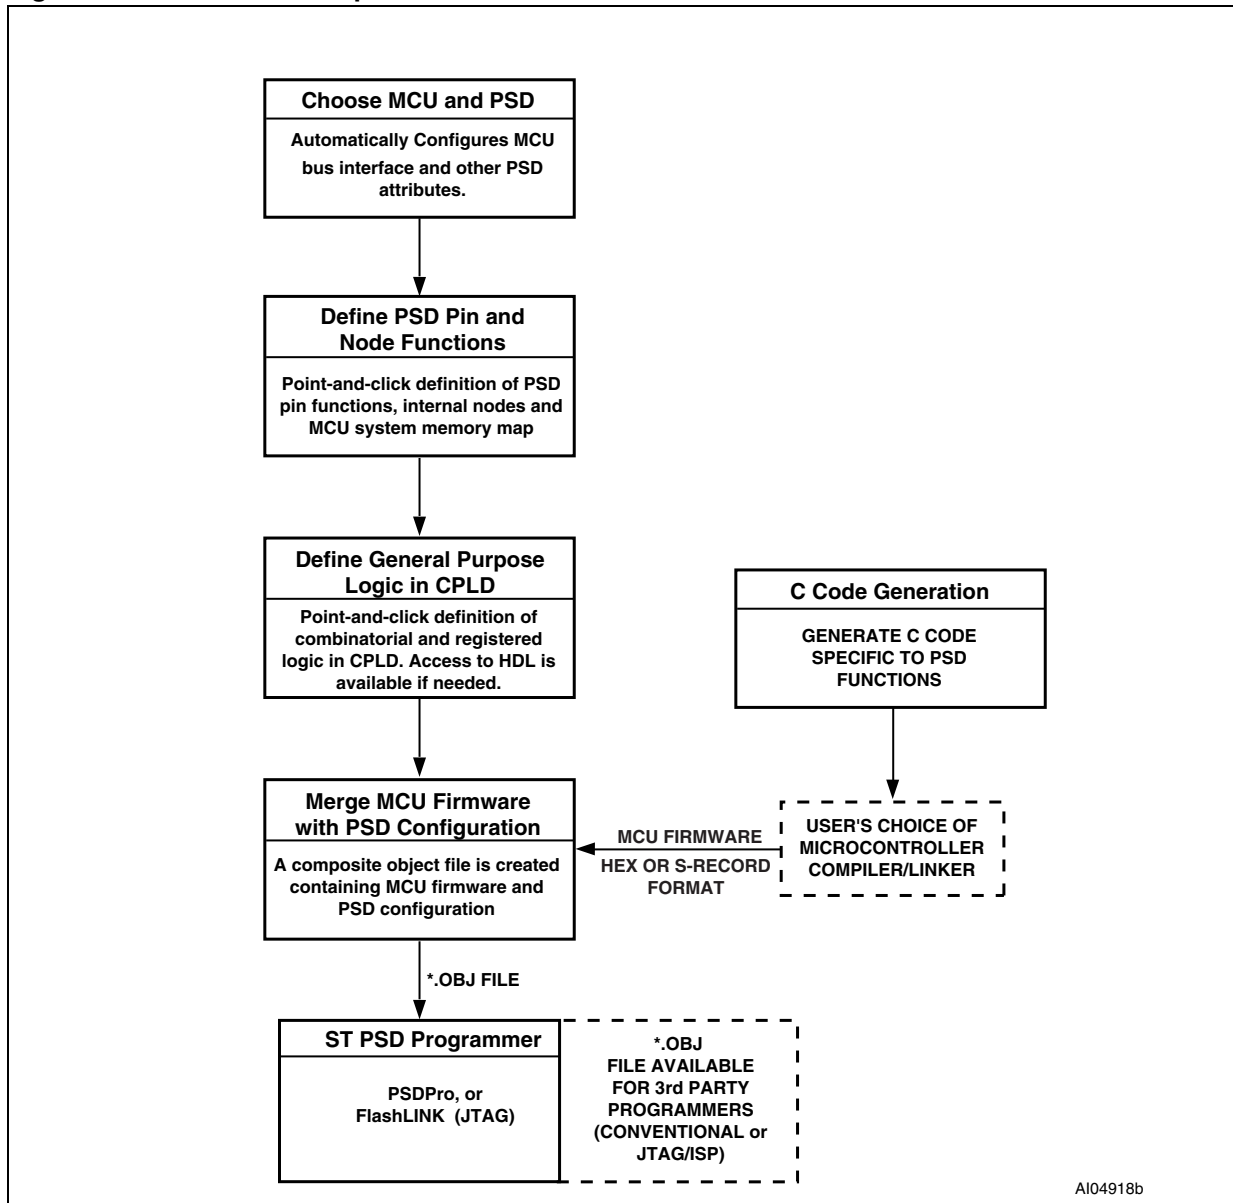 Choose MCU and PSD
Automatically Configures MCU
bus interface and other PSD
attributes.
Define PSD Pin and
Node Functions
Point-and-click definition of PSD
pin functions, internal nodes and
MCU system memory map
Define General Purpose
Logic in CPLD
Point-and-click definition of
combinatorial and registered
logic in CPLD. Access to HDL is
available if needed.
C Code Generation
GENERATE C CODE
SPECIFIC TO PSD
FUNCTIONS
Merge MCU Firmware
with PSD Configuration
A composite object file is created
containing MCU firmware and
PSD configuration
MCU FIRMWARE
HEX OR S-RECORD
FORMAT
USER'S CHOICE OF
MICROCONTROLLER
COMPILER/LINKER
*.OBJ FILE
ST PSD Programmer
PSDPro, or
FlashLINK (JTAG)
*.OBJ
FILE AVAILABLE
FOR 3rd PARTY
PROGRAMMERS
(CONVENTIONAL or
JTAG/ISP)
AI04918b